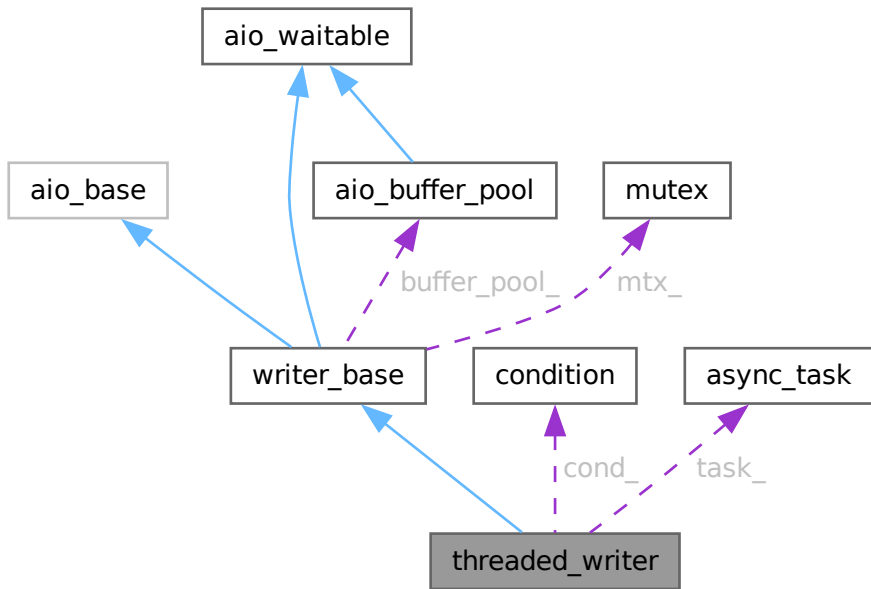 aio_waitable
aio_base
aio_buffer_pool
mutex
buffer_pool_
mtx_
writer_base
condition
async_task
cond_
task_
threaded_writer